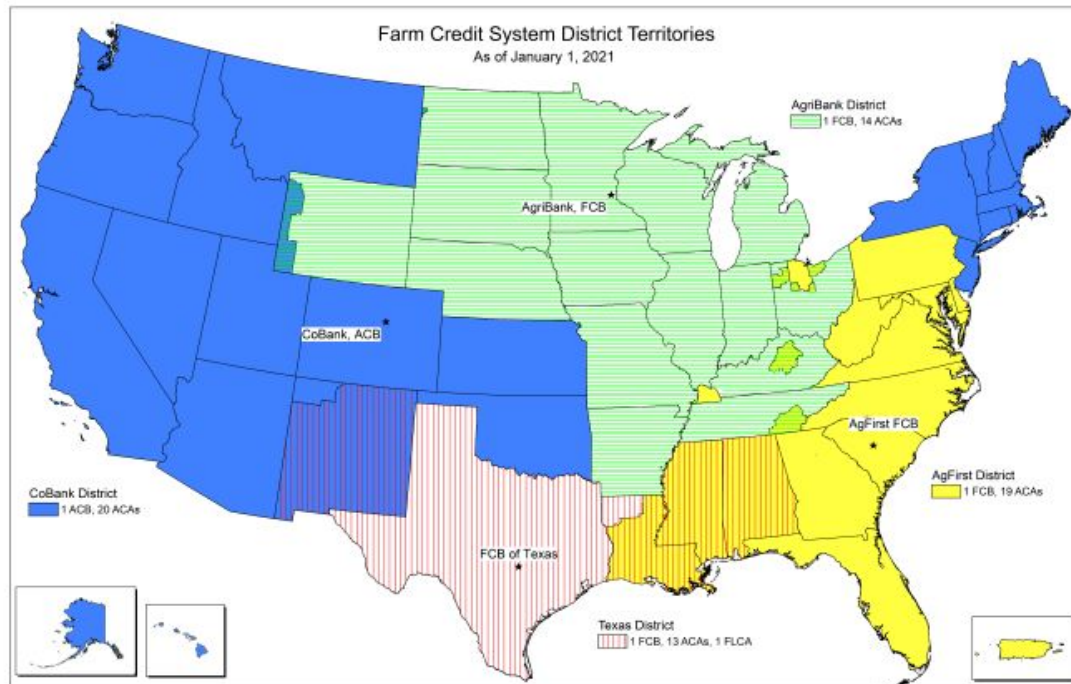 Farm Credit System District Territories
As of January 1, 2021
AgriBank District
1 FCB, 14 ACAs
AgriBank, FCB
CoBank, ACB
AgFirst FCB
CoBank District
1 ACB, 20 ACAs
AgFirst District
1 FCB, 19 ACAs
FCB of Texas
Texas District
1 FCB, 13 ACAs, 1 FLCA